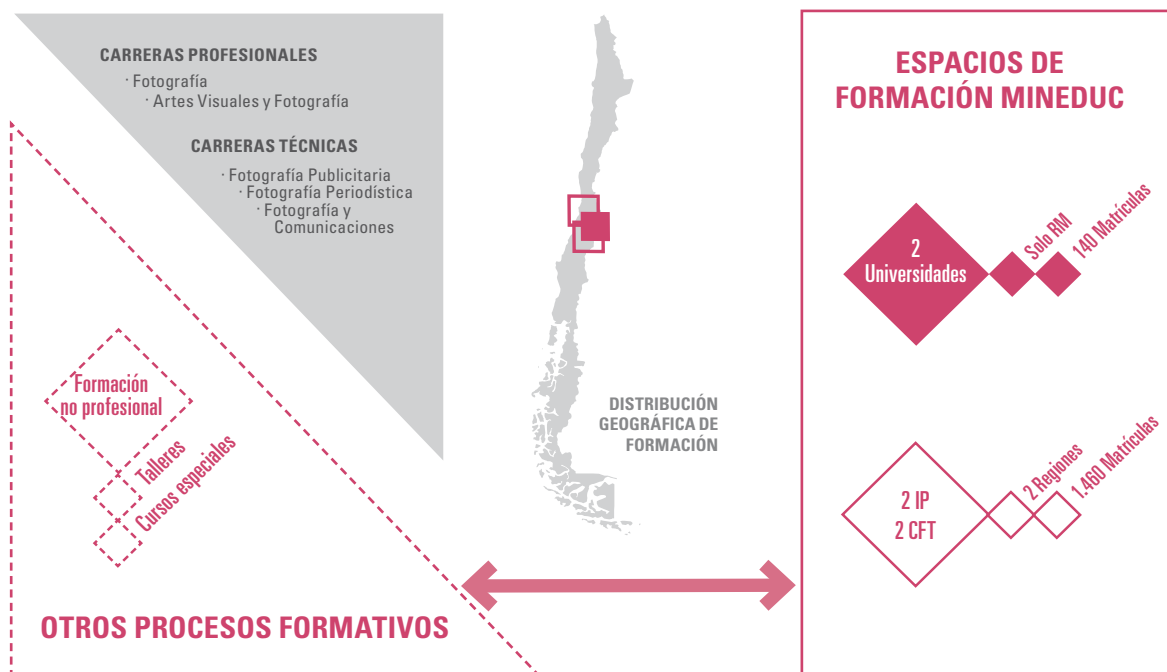 CARRERAS PROFESIONALES
· Fotografía
· Artes Visuales y Fotografía
CARRERAS TÉCNICAS
· Fotografía Publicitaria
· Fotografía Periodística
· Fotografía y
Comunicaciones
Formación
no profesional
Talleres
Cursos especiales
OTROS PROCESOS FORMATIVOS
DISTRIBUCIÓN
GEOGRÁFICA DE
FORMACIÓN
ESPACIOS DE
FORMACIÓN MINEDUC
2
Universidades
Solo RM
140 Matrículas
2 IP
2 CFT
2 Regiones
1.460 Matrículas